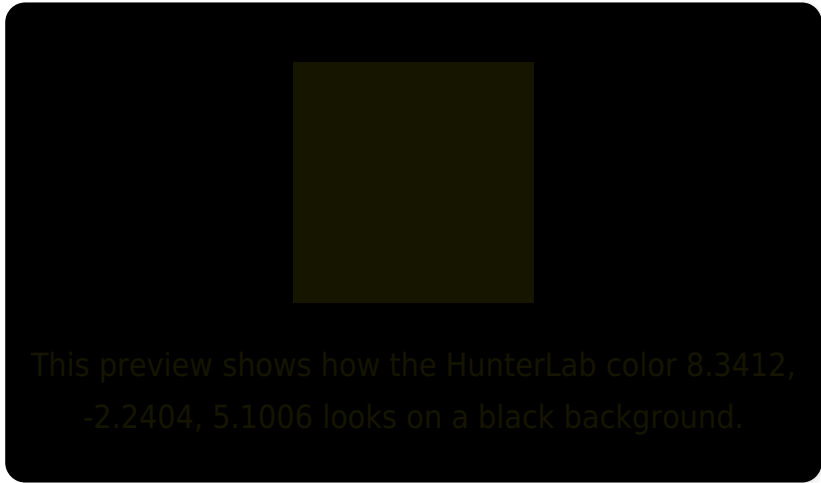 This preview shows how the HunterLab color 8.3412,
-2.2404, 5.1006 looks on a black background.